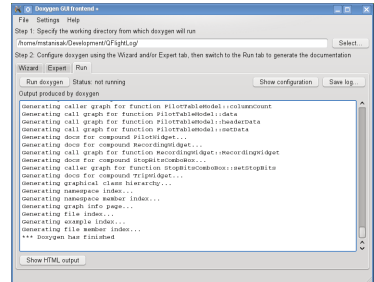 Doxygen GUI frontend +
File Settings Help
Step 1: Specify the working directory from which doxygen will run
/home/mstanisak/Development/QFlightLog/ Select...
Step 2: Configure doxygen using the Wizard and/or Expert tab, then switch to the Run tab to generate the documentation
Wizard Expert Run
Run doxygen Status: not running Show configuration Save log...
Output produced by doxygen
Generating caller graph for function PilotTableModel::columnCount
Generating call graph for function PilotTableModel::data
Generating call graph for function PilotTableModel::headerData
Generating call graph for function PilotTableModel::setData
Generating docs for compound PilotWidget...
Generating docs for compound RecordingWidget...
Generating call graph for function RecordingWidget::RecordingWidget
Generating docs for compound StopBitsComboBox...
Generating caller graph for function StopBitsComboBox::setStopBits
Generating docs for compound TripWidget...
Generating graphical class hierarchy...
Generating namespace index...
Generating namespace member index...
Generating graph info page...
Generating file index...
Generating example index...
Generating file member index...
*** Doxygen has finished
Show HTML output